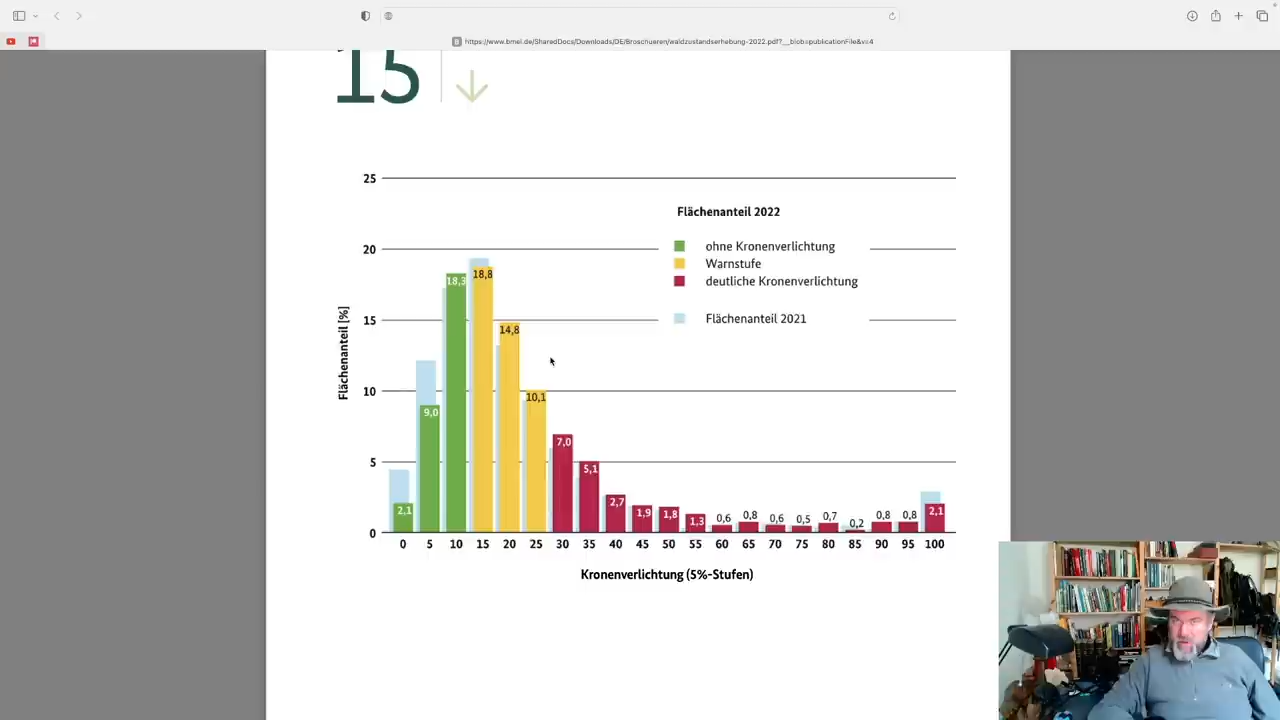 https://www.bmel.de/SharedDocs/Downloads/DE/Broschueren/waldzustandserhebung-2022.pdf?__blob=publicationFile&v=4
15
25
20
15
10
5
0
Flächenanteil [%]
Flächenanteil 2022
ohne Kronenverlichtung
Warnstufe
deutliche Kronenverlichtung
Flächenanteil 2021
2,1 9,0 18,3 18,8 14,8 10,1 7,0 5,1 2,7 1,9 1,8 1,3 0,6 0,8 0,6 0,5 0,7 0,2 0,8 0,8 2,1
0 5 10 15 20 25 30 35 40 45 50 55 60 65 70 75 80 85 90 95 100
Kronenverlichtung (5%-Stufen)